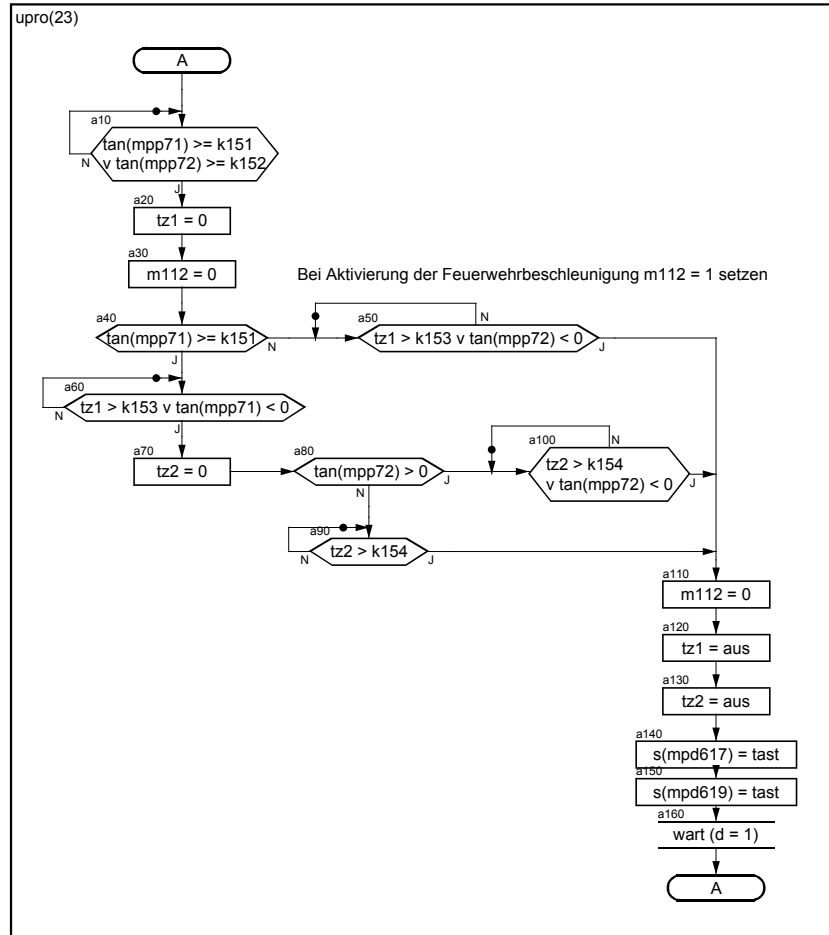 upro(23)
A
a10
tan(mpp71) >= k151
v tan(mpp72) >= k152
N
J
a20
tz1 = 0
a30
m112 = 0
Bei Aktivierung der Feuerwehrbeschleunigung m112 = 1 setzen
a40
tan(mpp71) >= k151
N
J
a50
N
tz1 > k153 v tan(mpp72) < 0
J
a60
tz1 > k153 v tan(mpp71) < 0
N
J
a70
tz2 = 0
a80
tan(mpp72) > 0
J
N
a100
N
tz2 > k154
v tan(mpp72) < 0
J
a90
tz2 > k154
N
J
a110
m112 = 0
a120
tz1 = aus
a130
tz2 = aus
a140
s(mpd617) = tast
a150
s(mpd619) = tast
a160
wart (d = 1)
A